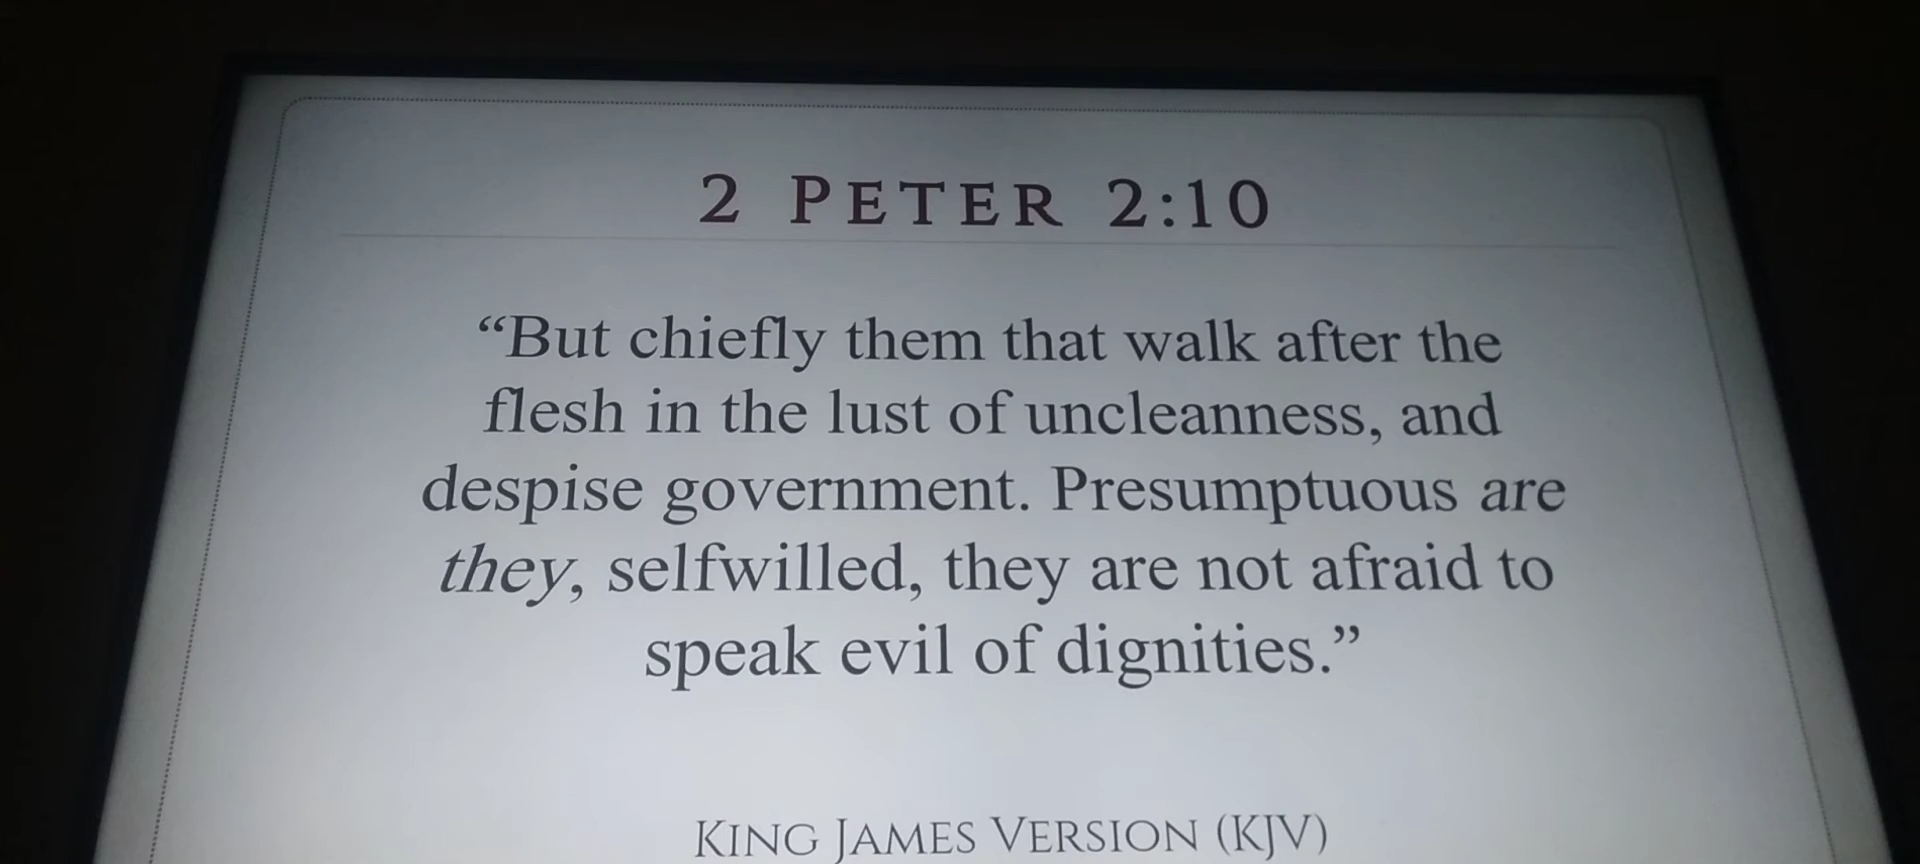 2 PETER 2:10
“But chiefly them that walk after the
flesh in the lust of uncleanness, and
despise government. Presumptuous are
they, selfwilled, they are not afraid to
speak evil of dignities.”
KING JAMES VERSION (KJV)